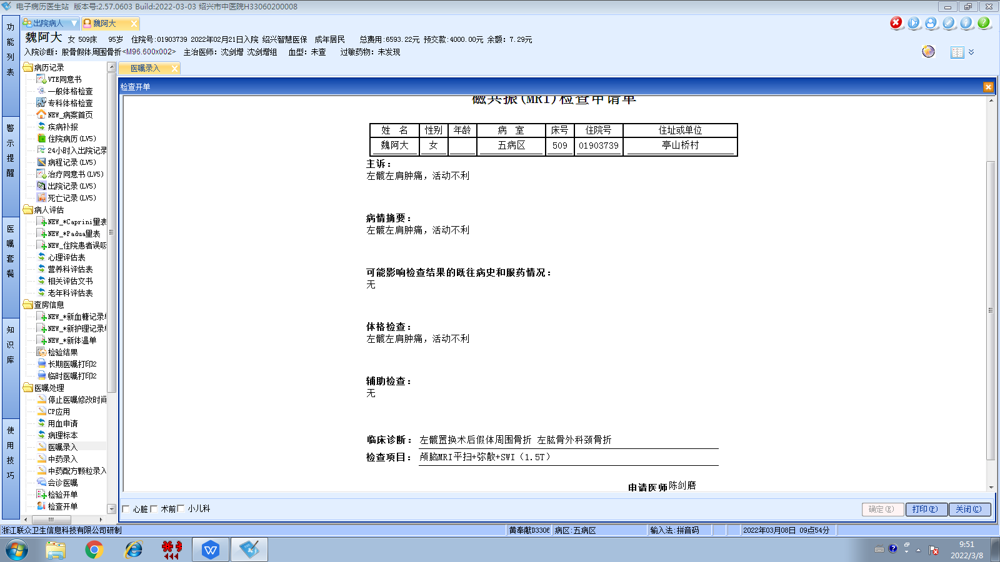 电子病历医生站 版本号:2.57.0603 Build:2022-03-03 绍兴市中医院H33060200008
出院病人
魏阿大
魏阿大 女 509床 95岁 住院号:01903739 2022年02月21日入院 绍兴智慧医保 成年居民 总费用:6593.22元 预交款:4000.00元 余额: 7.29元
入院诊断: 股骨假体周围骨折<M96.600x002> 主治医师: 沈剑增 沈剑增组 血型: 未查 过敏药物: 未发现
功能列表
警示提醒
医嘱套餐
知识库
使用技巧
病历记录
VTE同意书
一般体格检查
专科体格检查
NEW_病案首页
疾病补报
住院病历(LV5)
24小时入出院记录
病程记录(LV5)
治疗同意书(LV5)
出院记录(LV5)
死亡记录(LV5)
病人评估
NEW_*Caprini量表
NEW_*Padua量表
NEW_住院患者误吸
心理评估表
营养科评估表
相关评估文书
老年科评估表
查房信息
NEW_*新血糖记录单
NEW_*新护理记录单
NEW_*新体温单
检验结果
长期医嘱打印2
临时医嘱打印2
医嘱处理
停止医嘱修改时间
CP应用
用血申请
病理标本
医嘱录入
中药录入
中药配方颗粒录入
会诊医嘱
检验开单
检查开单
医嘱录入
检查开单
磁共振(MRI)检查申请单
姓 名 性别 年龄 病 室 床号 住院号 住址或单位
魏阿大 女 五病区 509 01903739 亭山桥村
主诉:
左髋左肩肿痛，活动不利
病情摘要:
左髋左肩肿痛，活动不利
可能影响检查结果的既往病史和服药情况:
无
体格检查:
左髋左肩肿痛，活动不利
辅助检查:
无
临床诊断: 左髋置换术后假体周围骨折 左肱骨外科颈骨折
检查项目: 颅脑MRI平扫+弥散+SWI（1.5T）
申请医师 陈剑磨
心脏 术前 小儿科
确定(E) 打印(P) 关闭(C)
浙江联众卫生信息科技有限公司研制 黄奉献D3306 病区:五病区 输入法:拼音码 2022年03月08日 09点54分
9:51
2022/3/8